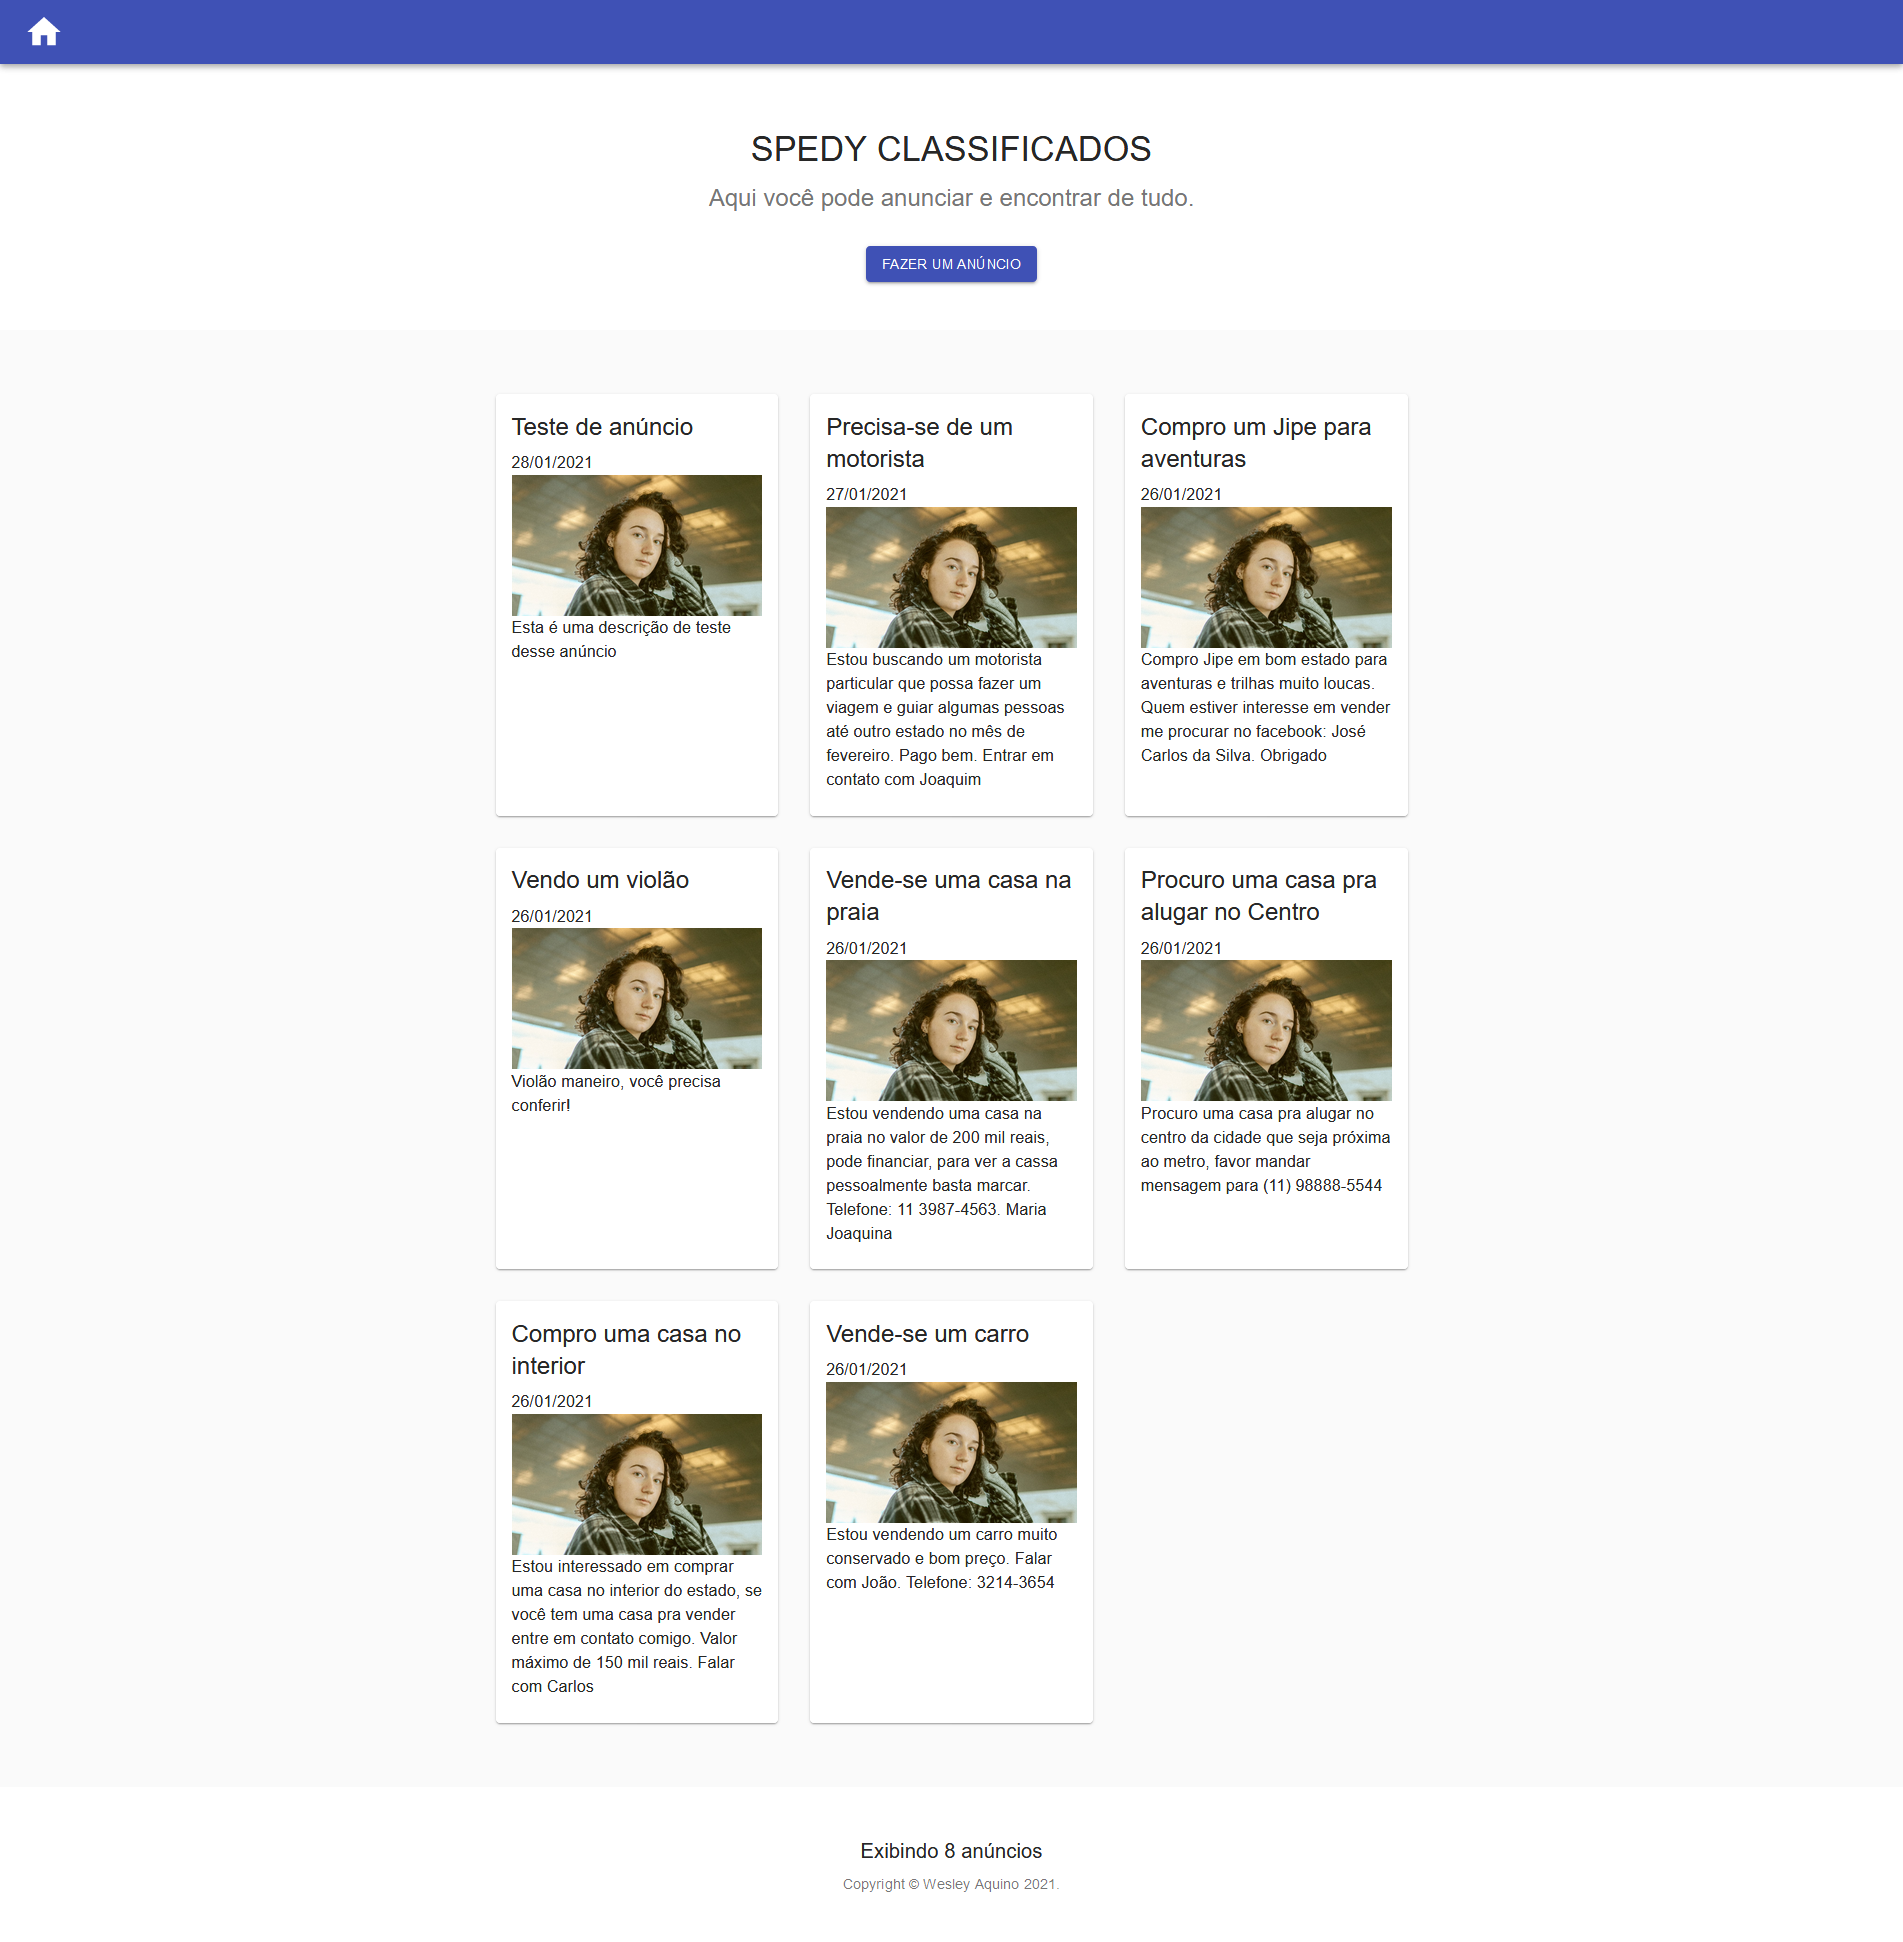 SPEDY CLASSIFICADOS
Aqui você pode anunciar e encontrar de tudo.
FAZER UM ANÚNCIO
Teste de anúncio
28/01/2021
Esta é uma descrição de teste
desse anúncio
Precisa-se de um
motorista
27/01/2021
Estou buscando um motorista
particular que possa fazer um
viagem e guiar algumas pessoas
até outro estado no mês de
fevereiro. Pago bem. Entrar em
contato com Joaquim
Compro um Jipe para
aventuras
26/01/2021
Compro Jipe em bom estado para
aventuras e trilhas muito loucas.
Quem estiver interesse em vender
me procurar no facebook: José
Carlos da Silva. Obrigado
Vendo um violão
26/01/2021
Violão maneiro, você precisa
conferir!
Vende-se uma casa na
praia
26/01/2021
Estou vendendo uma casa na
praia no valor de 200 mil reais,
pode financiar, para ver a cassa
pessoalmente basta marcar.
Telefone: 11 3987-4563. Maria
Joaquina
Procuro uma casa pra
alugar no Centro
26/01/2021
Procuro uma casa pra alugar no
centro da cidade que seja próxima
ao metro, favor mandar
mensagem para (11) 98888-5544
Compro uma casa no
interior
26/01/2021
Estou interessado em comprar
uma casa no interior do estado, se
você tem uma casa pra vender
entre em contato comigo. Valor
máximo de 150 mil reais. Falar
com Carlos
Vende-se um carro
26/01/2021
Estou vendendo um carro muito
conservado e bom preço. Falar
com João. Telefone: 3214-3654
Exibindo 8 anúncios
Copyright © Wesley Aquino 2021.